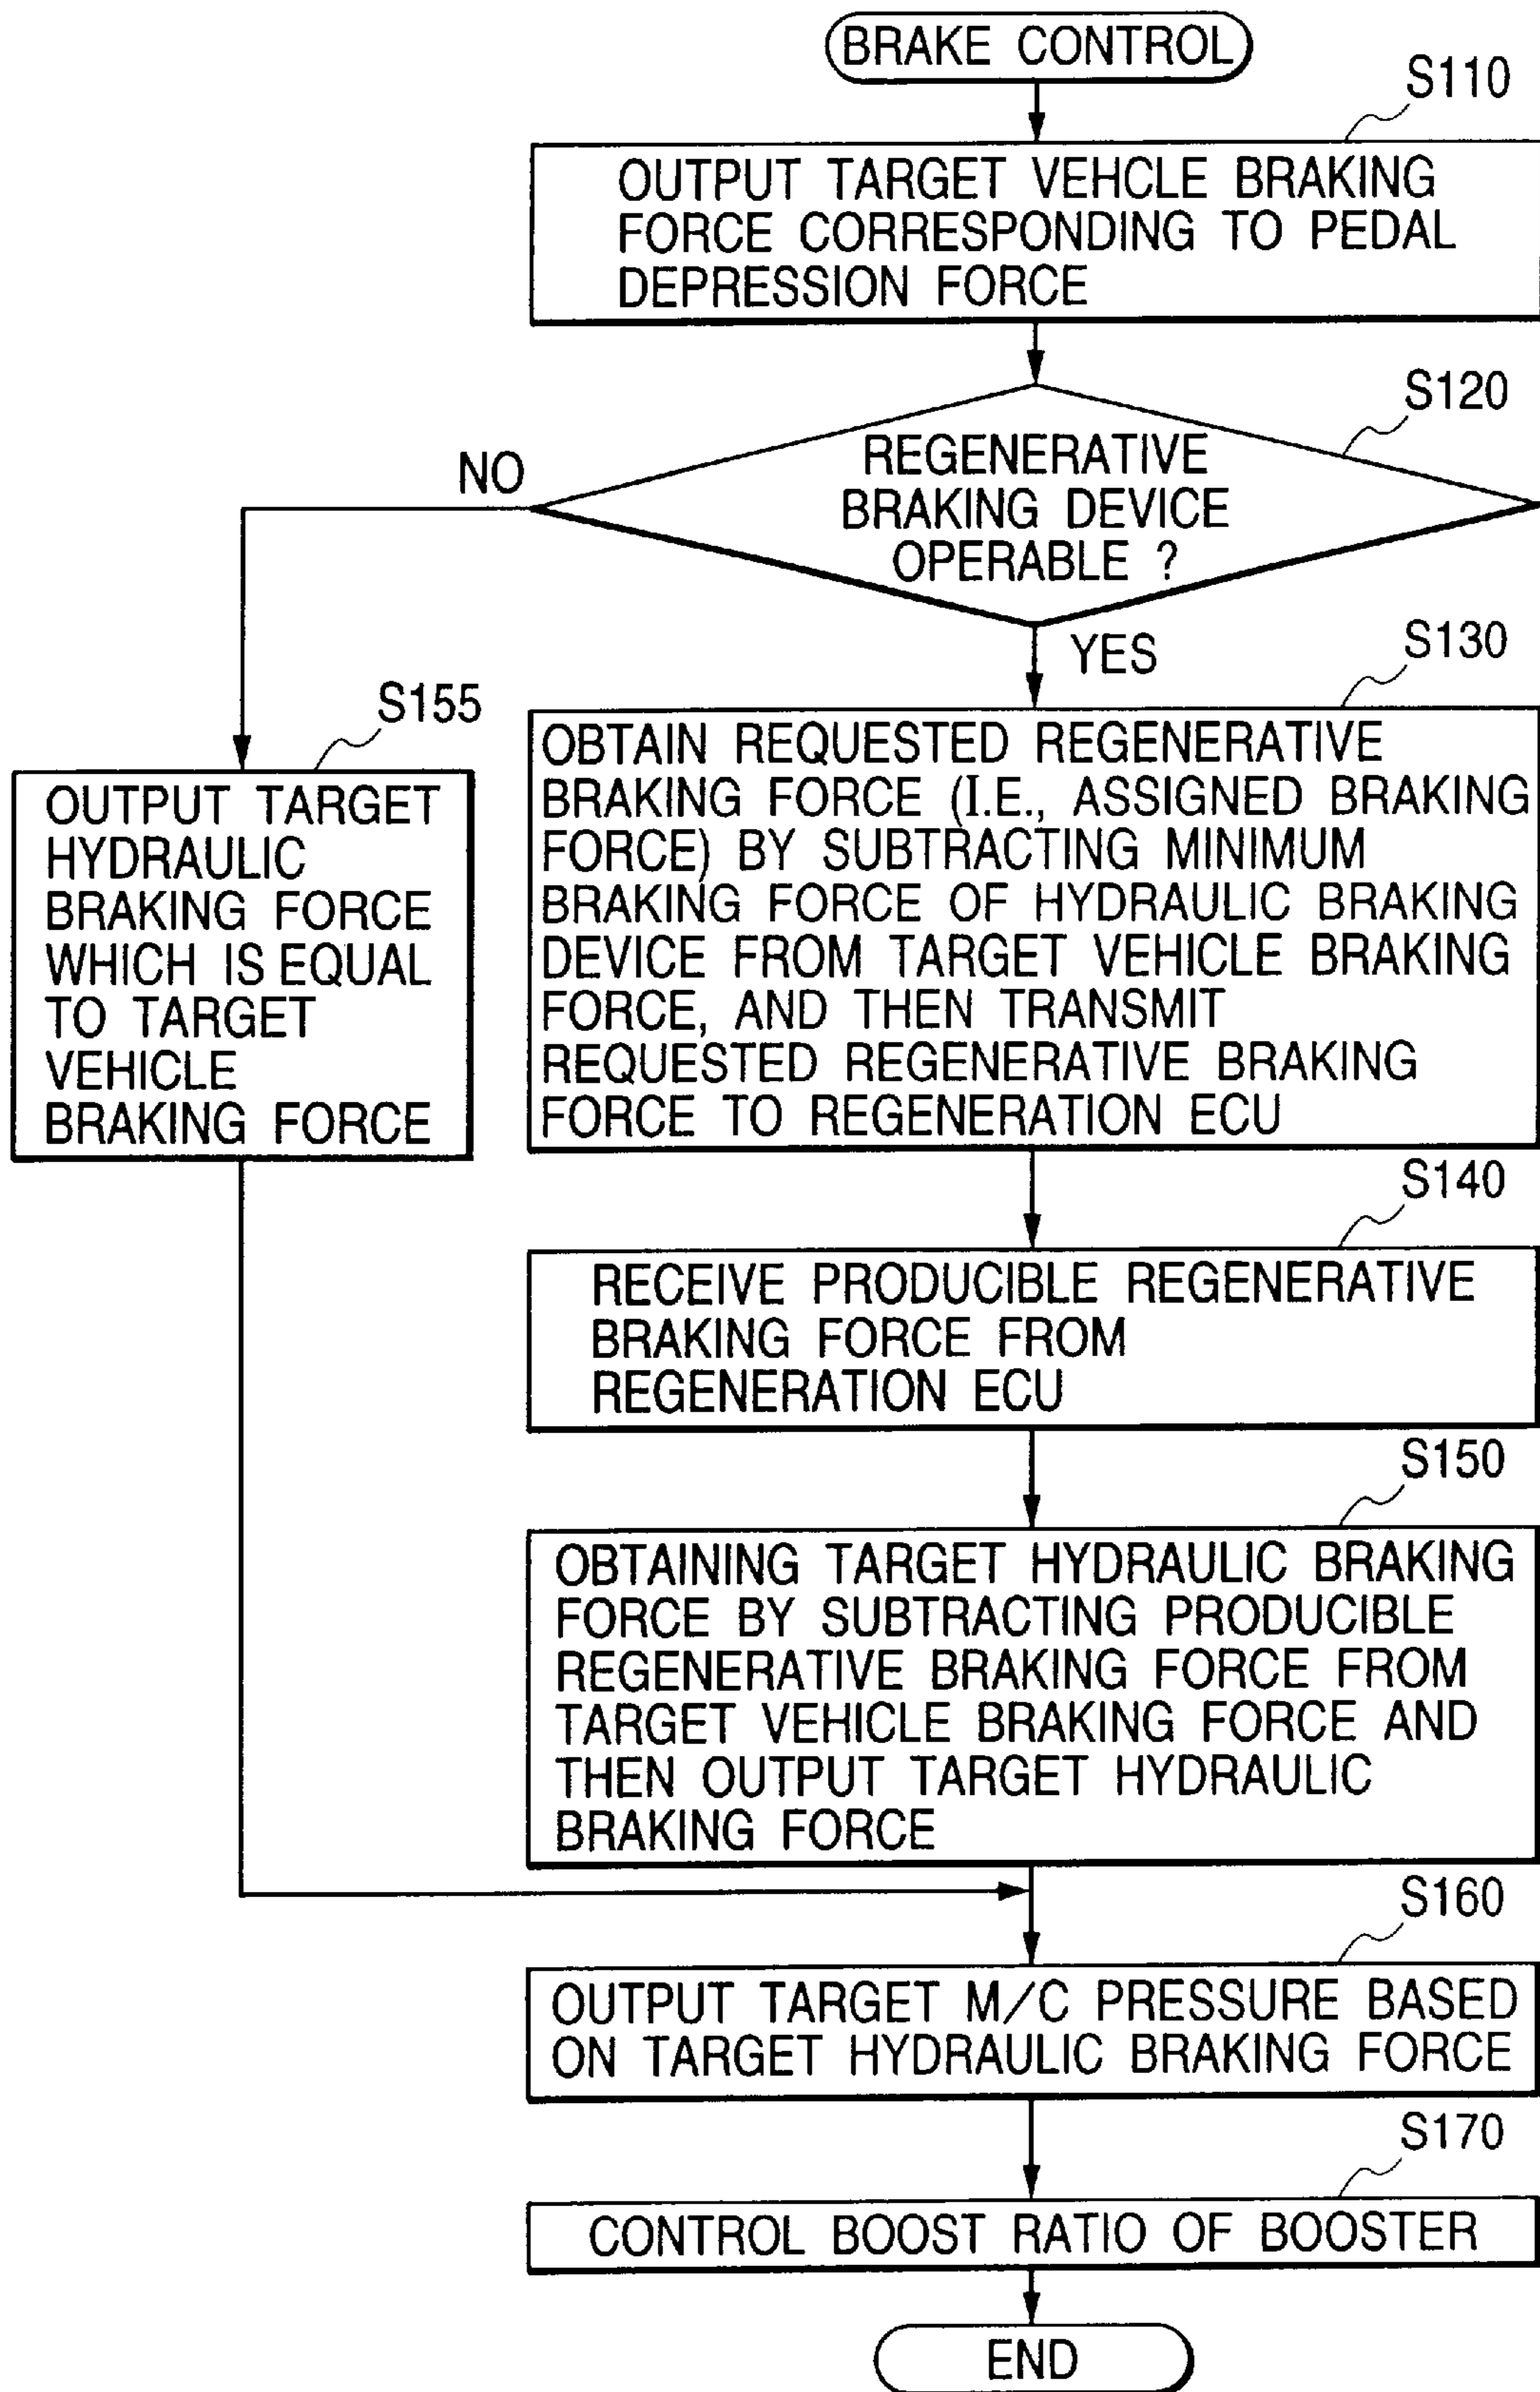 BRAKE CONTROL
S110
OUTPUT TARGET VEHCLE BRAKING
FORCE CORRESPONDING TO PEDAL
DEPRESSION FORCE
S120
REGENERATIVE
BRAKING DEVICE
OPERABLE ?
NO
YES
S130
OBTAIN REQUESTED REGENERATIVE
BRAKING FORCE (I.E., ASSIGNED BRAKING
FORCE) BY SUBTRACTING MINIMUM
BRAKING FORCE OF HYDRAULIC BRAKING
DEVICE FROM TARGET VEHICLE BRAKING
FORCE, AND THEN TRANSMIT
REQUESTED REGENERATIVE BRAKING
FORCE TO REGENERATION ECU
S155
OUTPUT TARGET
HYDRAULIC
BRAKING FORCE
WHICH IS EQUAL
TO TARGET
VEHICLE
BRAKING FORCE
S140
RECEIVE PRODUCIBLE REGENERATIVE
BRAKING FORCE FROM
REGENERATION ECU
S150
OBTAINING TARGET HYDRAULIC BRAKING
FORCE BY SUBTRACTING PRODUCIBLE
REGENERATIVE BRAKING FORCE FROM
TARGET VEHICLE BRAKING FORCE AND
THEN OUTPUT TARGET HYDRAULIC
BRAKING FORCE
S160
OUTPUT TARGET M/C PRESSURE BASED
ON TARGET HYDRAULIC BRAKING FORCE
S170
CONTROL BOOST RATIO OF BOOSTER
END